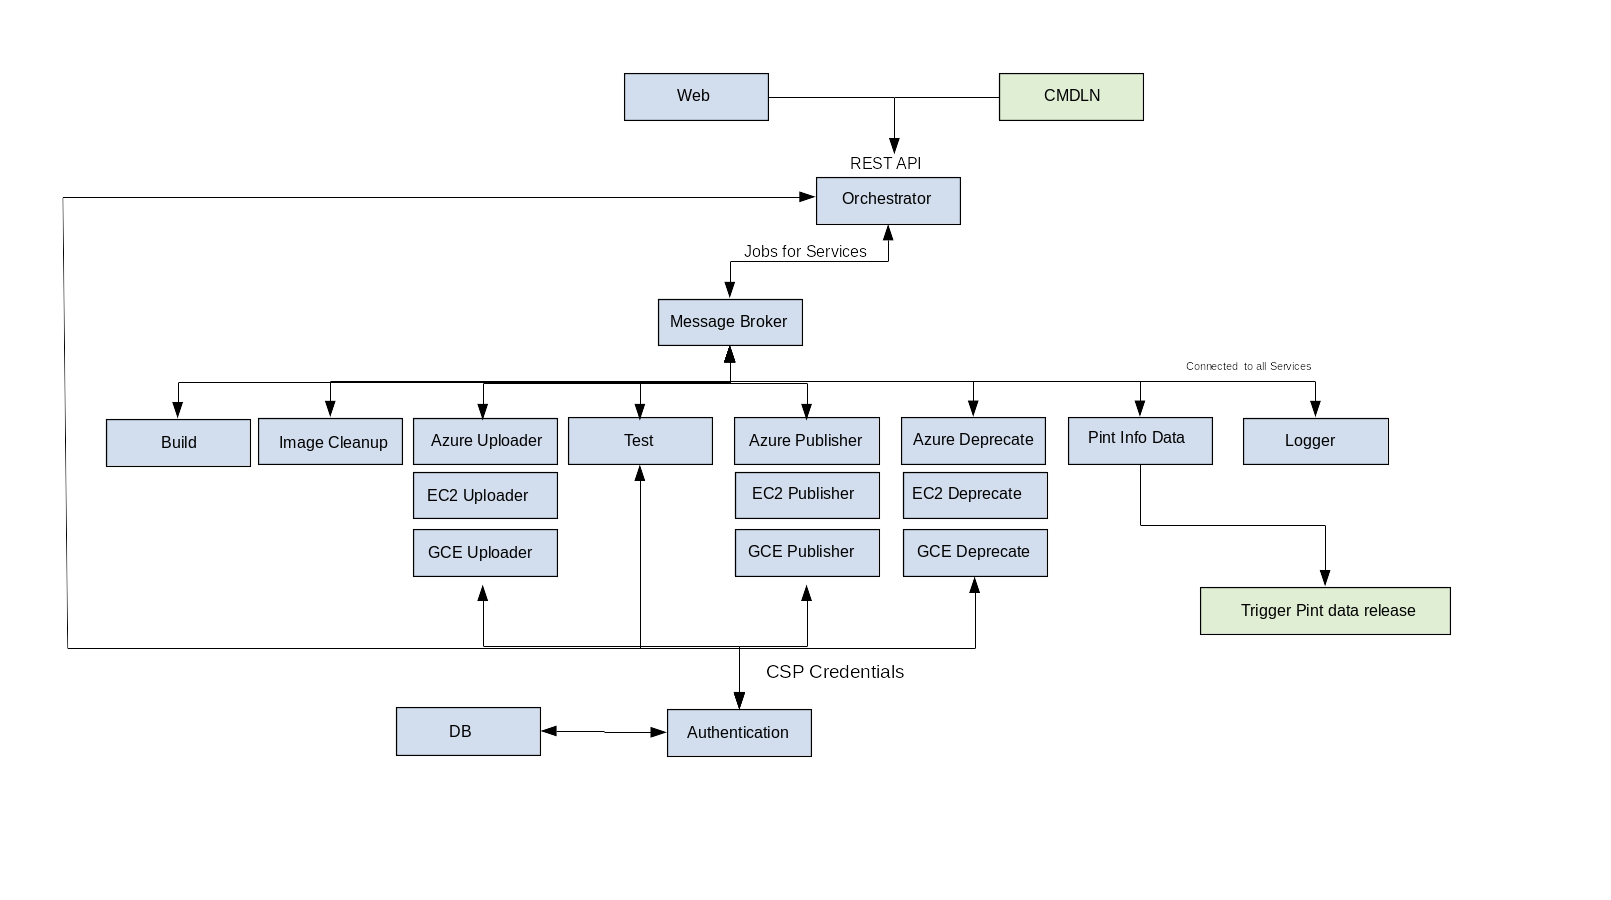 Web
CMDLN
REST API
Orchestrator
Jobs for Services
Message Broker
Connected to all Services
Build
Image Cleanup
Azure Uploader
Test
Azure Publisher
Azure Deprecate
Pint Info Data
Logger
EC2 Uploader
EC2 Publisher
EC2 Deprecate
GCE Uploader
GCE Publisher
GCE Deprecate
Trigger Pint data release
CSP Credentials
DB
Authentication